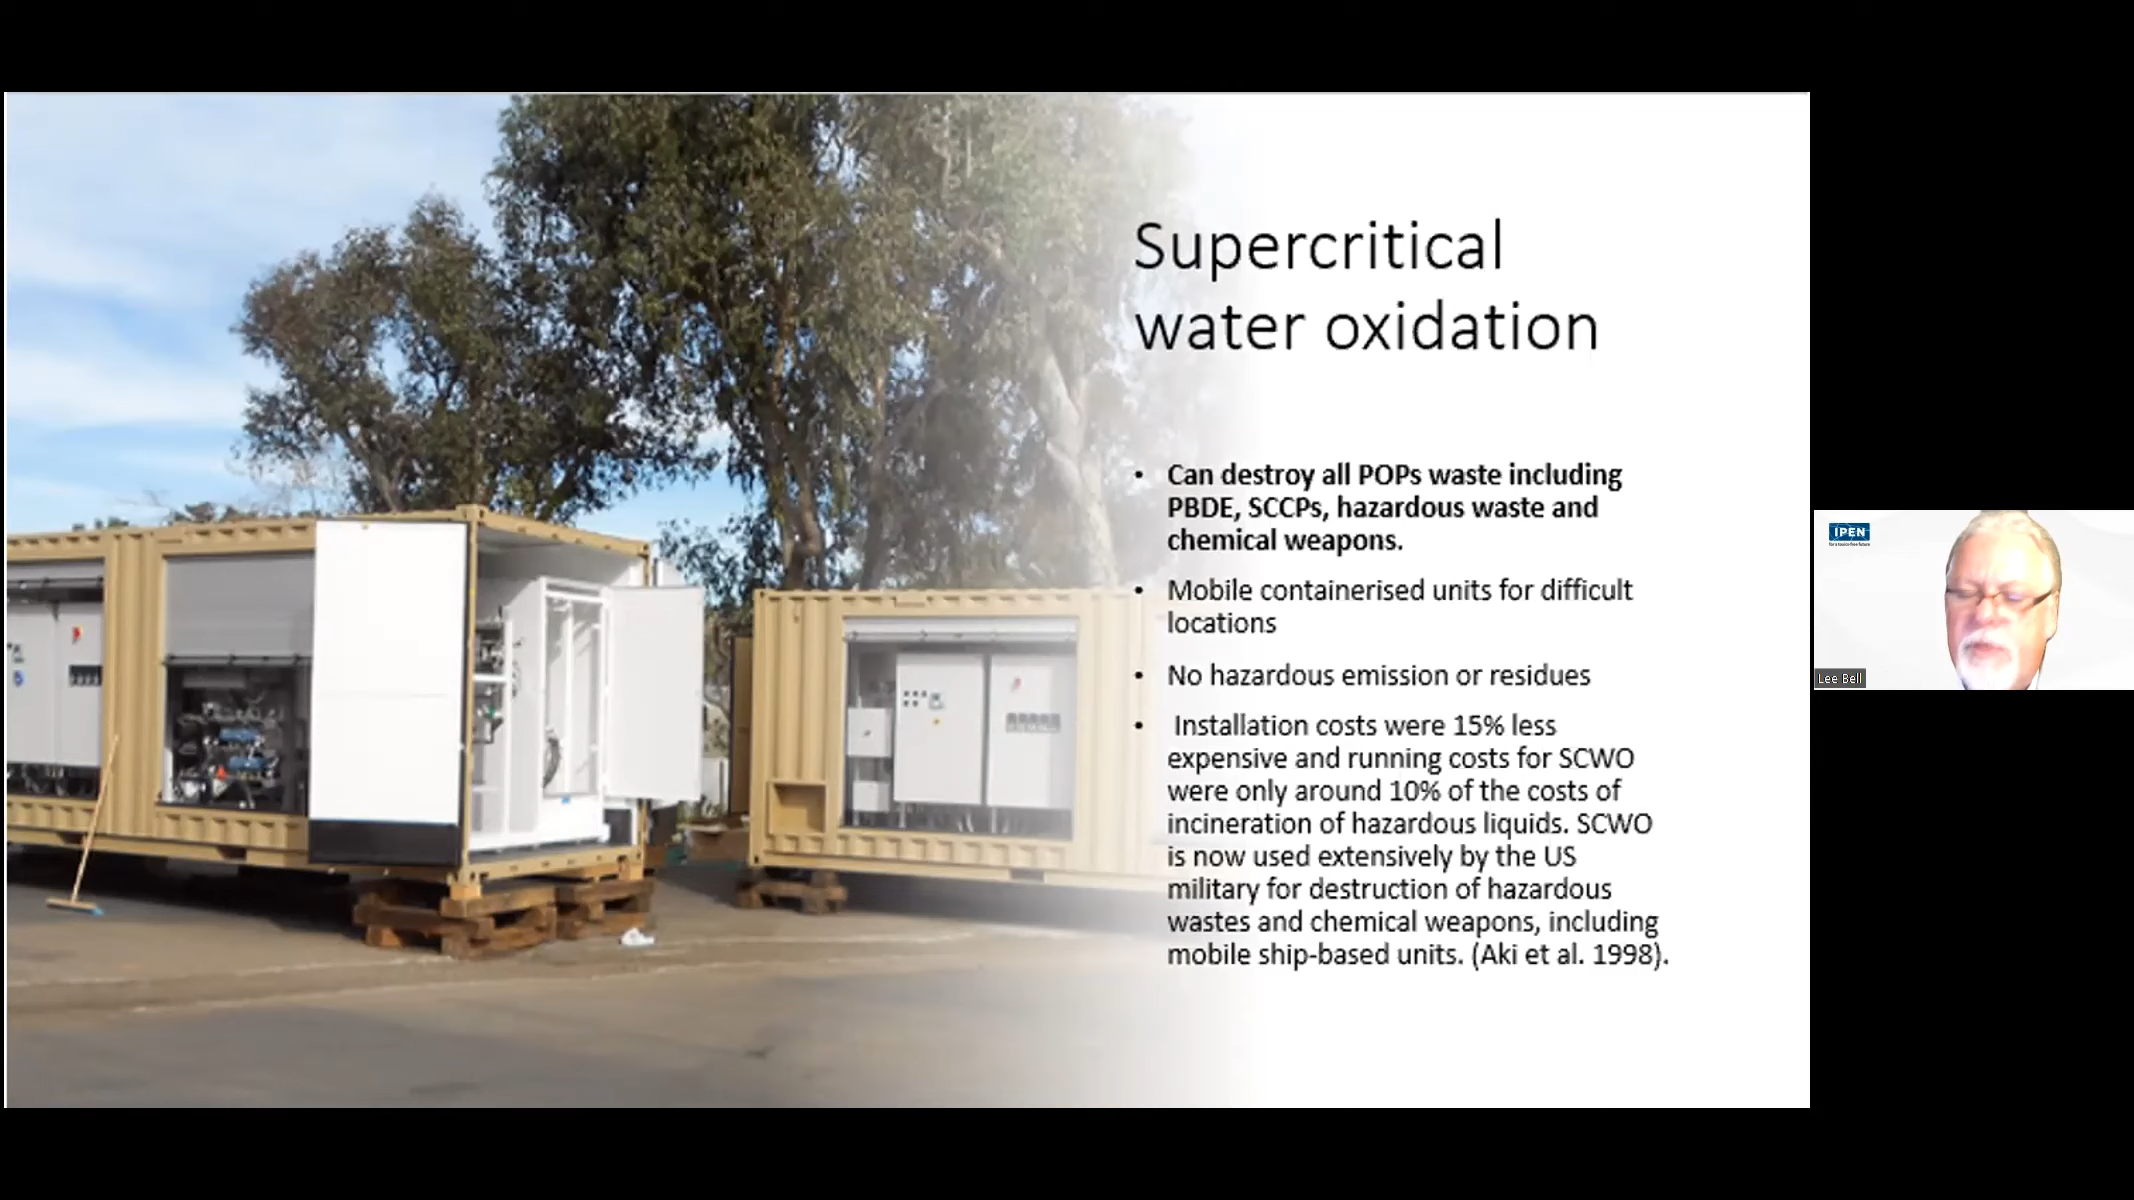 Supercritical
water oxidation
• Can destroy all POPs waste including
PBDE, SCCPs, hazardous waste and
chemical weapons.
• Mobile containerised units for difficult
locations
• No hazardous emission or residues
• Installation costs were 15% less
expensive and running costs for SCWO
were only around 10% of the costs of
incineration of hazardous liquids. SCWO
is now used extensively by the US
military for destruction of hazardous
wastes and chemical weapons, including
mobile ship-based units. (Aki et al. 1998).
IPEN
for a toxics-free future
Lee Bell